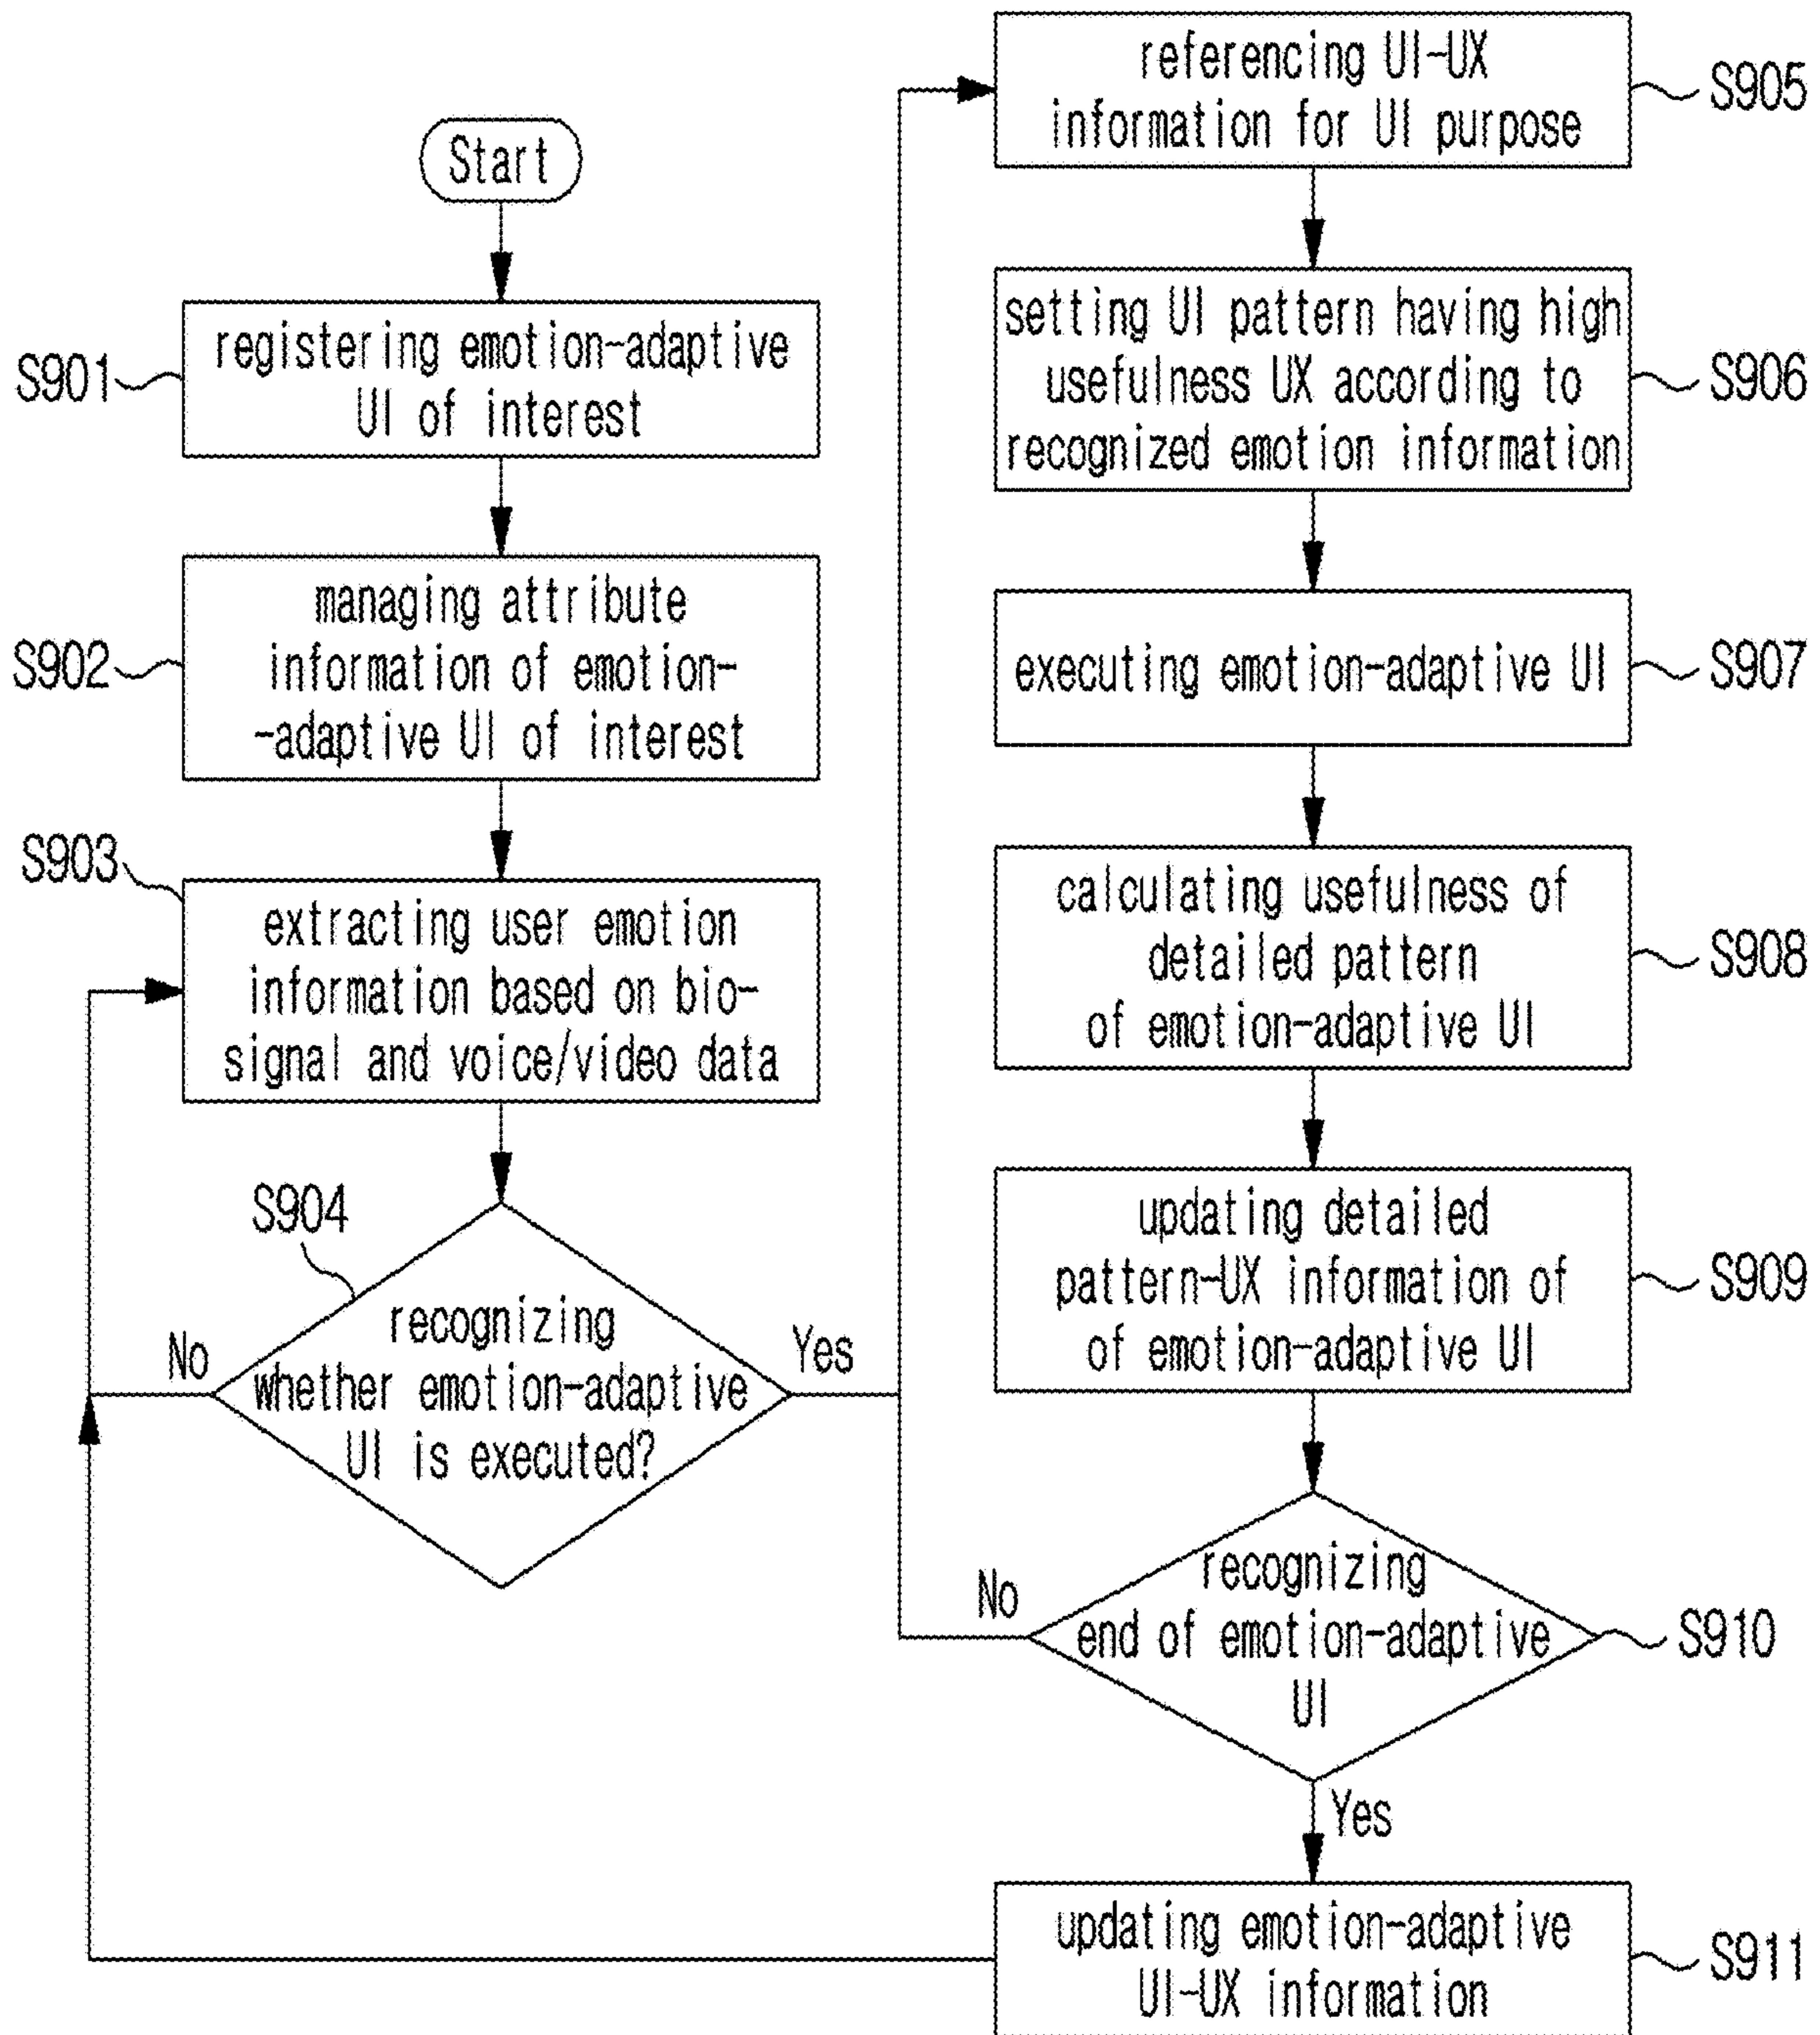 Start
S901
registering emotion-adaptive
UI of interest
S902
managing attribute
information of emotion-
-adaptive UI of interest
S903
extracting user emotion
information based on bio-
signal and voice/video data
S904
recognizing
whether emotion-adaptive
UI is executed?
No
Yes
referencing UI-UX
information for UI purpose
S905
setting UI pattern having high
usefulness UX according to
recognized emotion information
S906
executing emotion-adaptive UI
S907
calculating usefulness of
detailed pattern
of emotion-adaptive UI
S908
updating detailed
pattern-UX information of
of emotion-adaptive UI
S909
recognizing
end of emotion-adaptive
UI
S910
No
Yes
updating emotion-adaptive
UI-UX information
S911